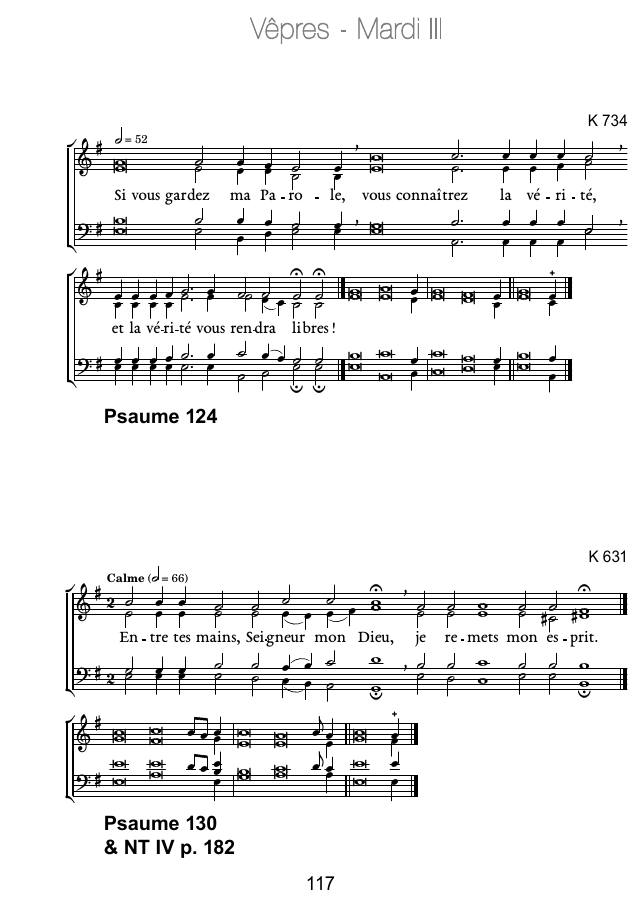 Vêpres - Mardi III
K 734
𝅗𝅥 = 52
Si vous gardez ma Pa - ro - le, vous connaîtrez la vé - ri - té,
et la vé-ri-té vous ren-dra libres !
Psaume 124
K 631
Calme (𝅗𝅥 = 66)
2
En - tre tes mains, Sei-gneur mon Dieu, je re - mets mon es-prit.
2
Psaume 130
& NT IV p. 182
117